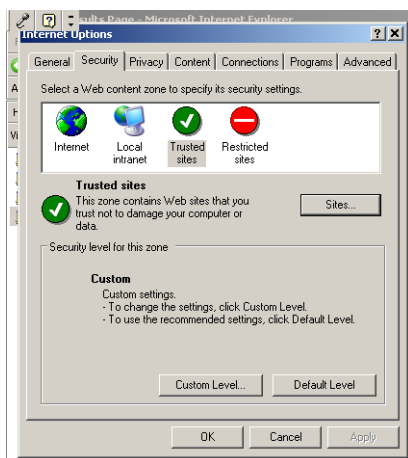 sults Page - Microsoft Internet Explorer
Internet Options
General Security Privacy Content Connections Programs Advanced
Select a Web content zone to specify its security settings.
Internet
Local intranet
Trusted sites
Restricted sites
Trusted sites
This zone contains Web sites that you
trust not to damage your computer or
data.
Sites...
Security level for this zone
Custom
Custom settings.
- To change the settings, click Custom Level.
- To use the recommended settings, click Default Level.
Custom Level... Default Level
OK Cancel Apply